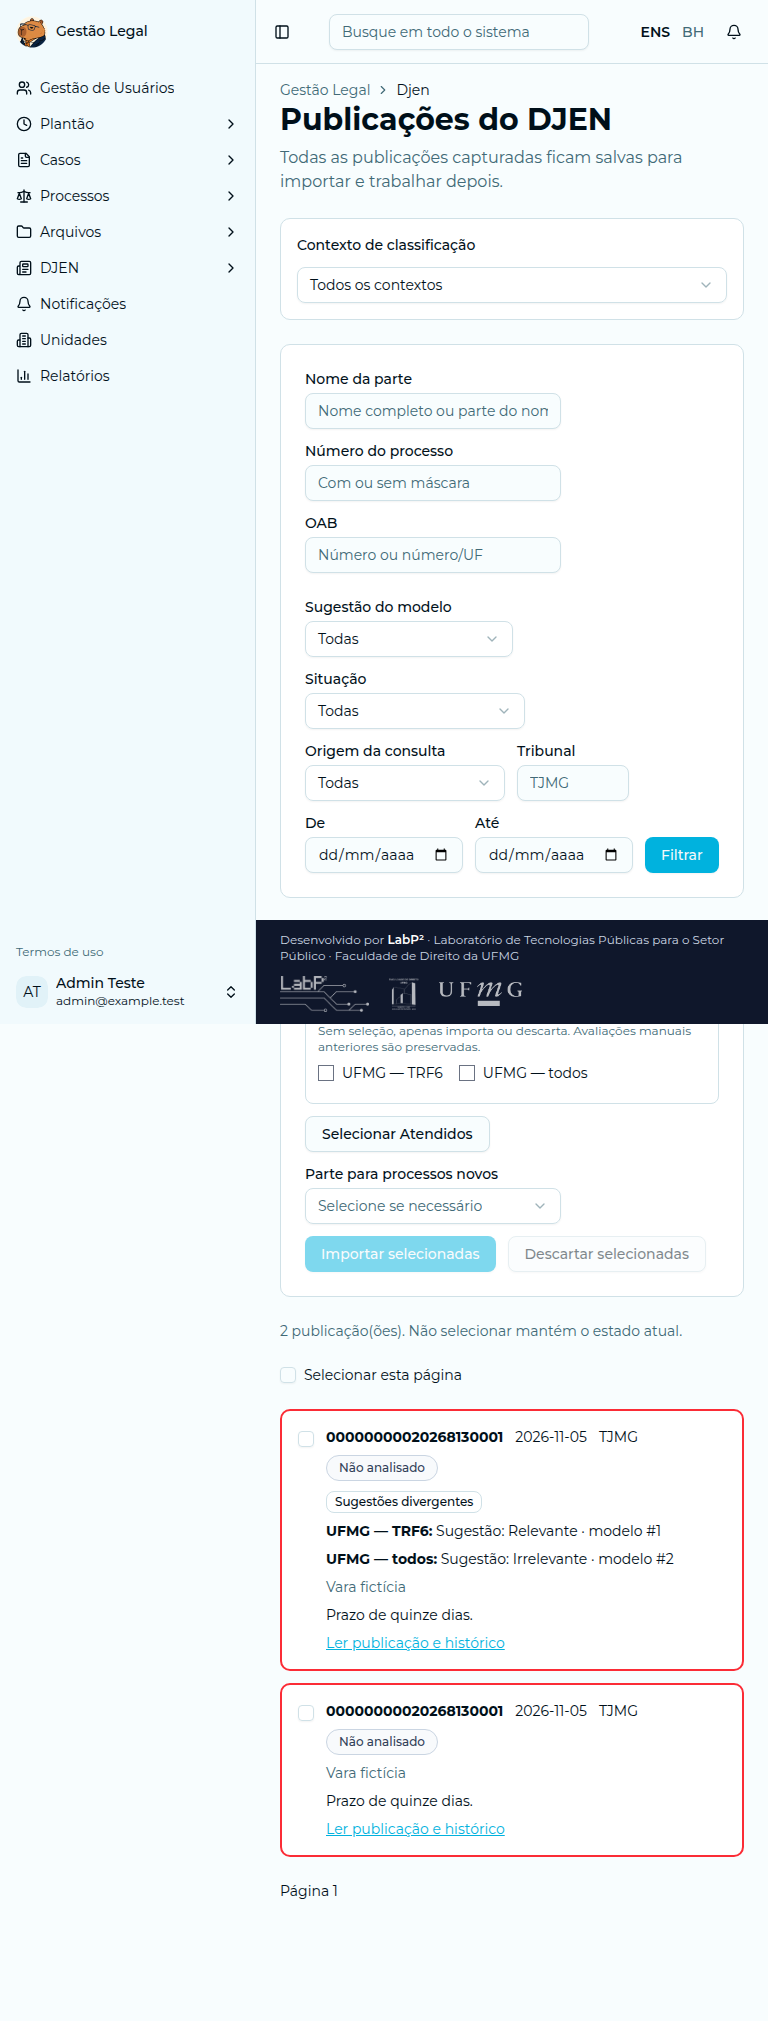 Gestão Legal
Gestão de Usuários
Plantão
Casos
Processos
Arquivos
DJEN
Notificações
Unidades
Relatórios
Termos de uso
AT
Admin Teste
admin@example.test
Busque em todo o sistema
ENS BH
Gestão Legal > Djen
Publicações do DJEN
Todas as publicações capturadas ficam salvas para
importar e trabalhar depois.
Contexto de classificação
Todos os contextos
Nome da parte
Nome completo ou parte do nom
Número do processo
Com ou sem máscara
OAB
Número ou número/UF
Sugestão do modelo
Todas
Situação
Todas
Origem da consulta Tribunal
Todas TJMG
De Até
dd/mm/aaaa dd/mm/aaaa Filtrar
Desenvolvido por LabP² · Laboratório de Tecnologias Públicas para o Setor
Público · Faculdade de Direito da UFMG
LabP² UFmG
Sem seleção, apenas importa ou descarta. Avaliações manuais
anteriores são preservadas.
UFMG — TRF6 UFMG — todos
Selecionar Atendidos
Parte para processos novos
Selecione se necessário
Importar selecionadas Descartar selecionadas
2 publicação(ões). Não selecionar mantém o estado atual.
Selecionar esta página
00000000020268130001 2026-11-05 TJMG
Não analisado
Sugestões divergentes
UFMG — TRF6: Sugestão: Relevante · modelo #1
UFMG — todos: Sugestão: Irrelevante · modelo #2
Vara fictícia
Prazo de quinze dias.
Ler publicação e histórico
00000000020268130001 2026-11-05 TJMG
Não analisado
Vara fictícia
Prazo de quinze dias.
Ler publicação e histórico
Página 1